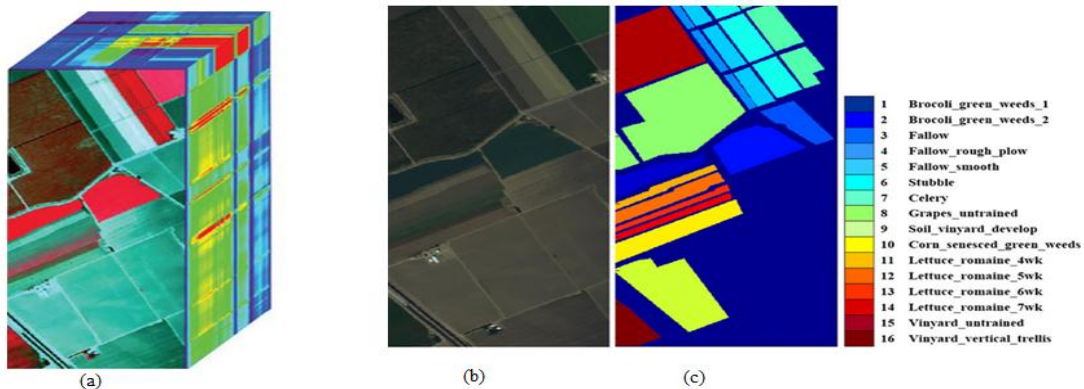 1 Brocoli_green_weeds_1
2 Brocoli_green_weeds_2
3 Fallow
4 Fallow_rough_plow
5 Fallow_smooth
6 Stubble
7 Celery
8 Grapes_untrained
9 Soil_vinyard_develop
10 Corn_senesced_green_weeds
11 Lettuce_romaine_4wk
12 Lettuce_romaine_5wk
13 Lettuce_romaine_6wk
14 Lettuce_romaine_7wk
15 Vinyard_untrained
16 Vinyard_vertical_trellis
(a)
(b)
(c)